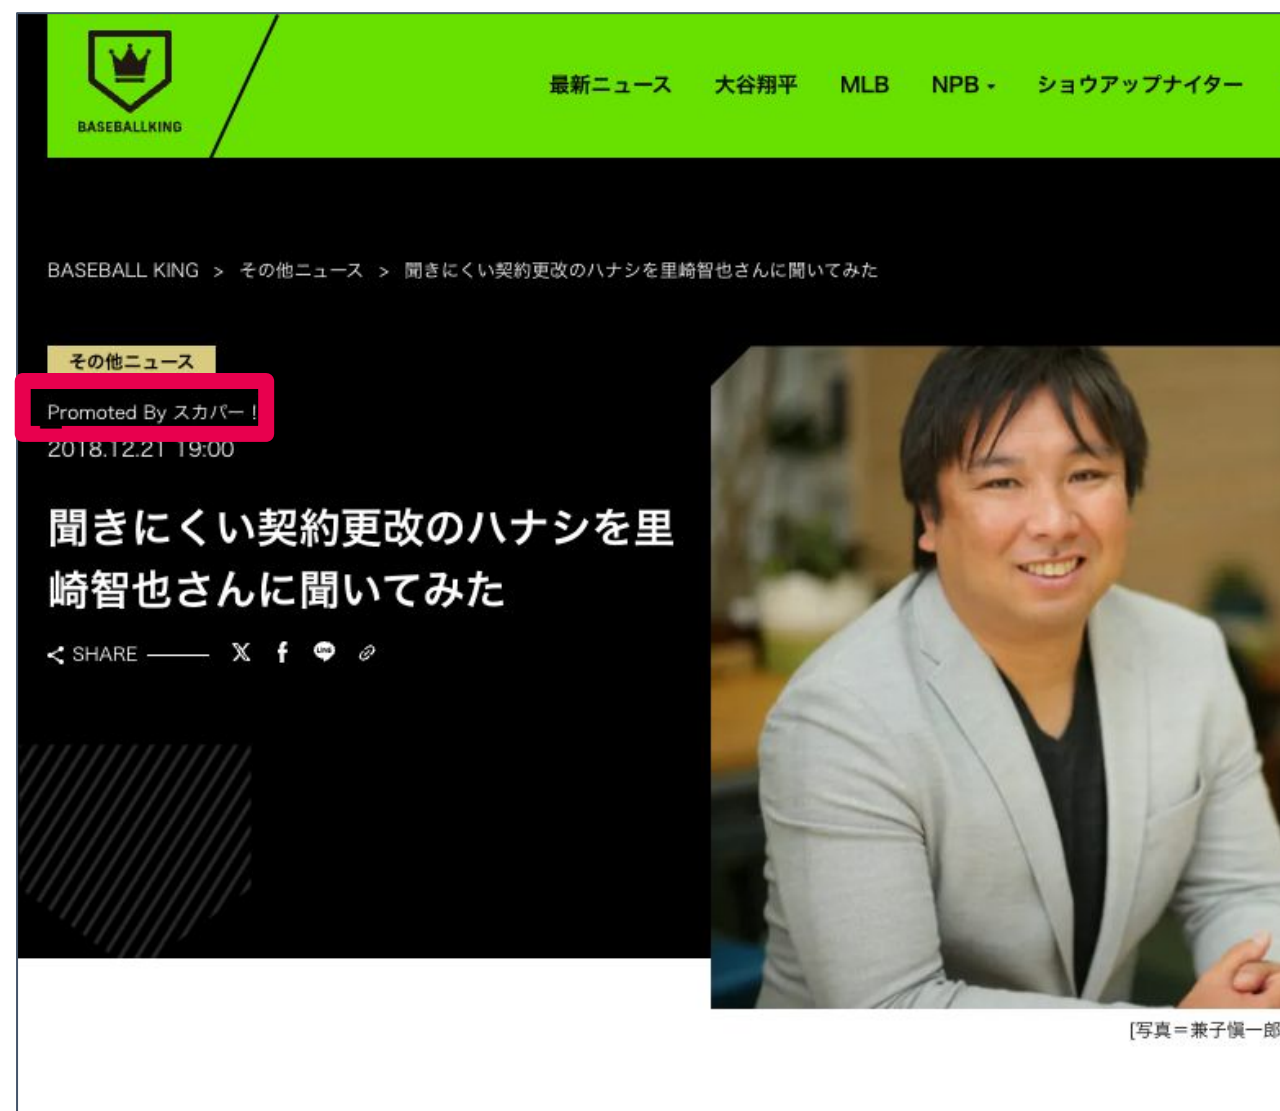 BASEBALLKING
最新ニュース 大谷翔平 MLB NPB ショウアップナイター
BASEBALL KING > その他ニュース > 聞きにくい契約更改のハナシを里崎智也さんに聞いてみた
その他ニュース
Promoted By スカパー！
2018.12.21 19:00
聞きにくい契約更改のハナシを里
崎智也さんに聞いてみた
SHARE
LINE
[写真＝兼子愼一郎